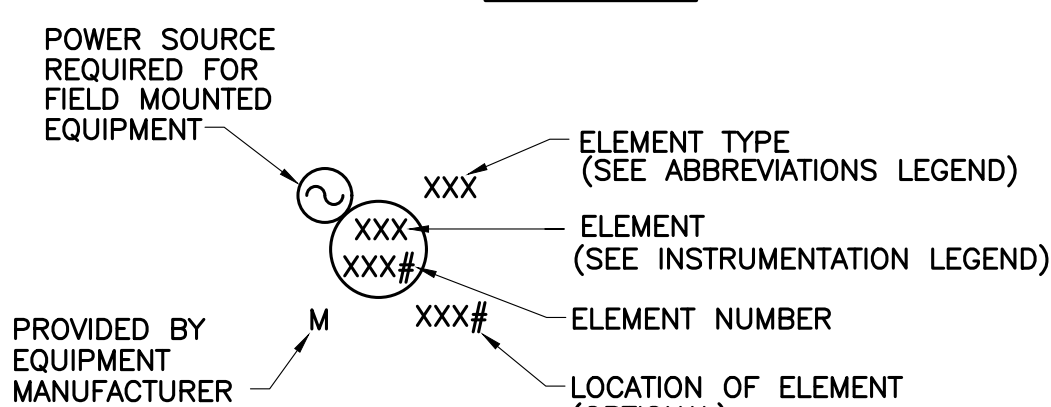 POWER SOURCE
REQUIRED FOR
FIELD MOUNTED
EQUIPMENT
ELEMENT TYPE
(SEE ABBREVIATIONS LEGEND)
XXX
XXX
ELEMENT
(SEE INSTRUMENTATION LEGEND)
XXX#
ELEMENT NUMBER
M
XXX#
PROVIDED BY
EQUIPMENT
MANUFACTURER
LOCATION OF ELEMENT